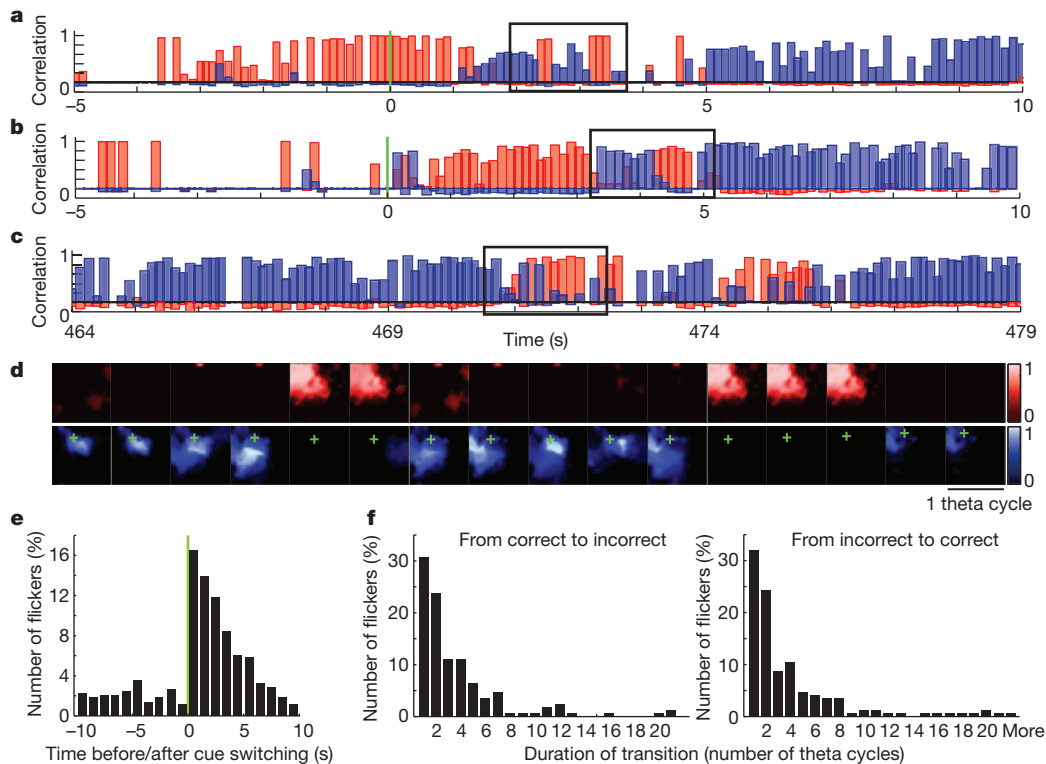 a
Correlation
1
0
−5 0 5 10
b
Correlation
1
0
−5 0 5 10
c
Correlation
1
0
464 469 474 479
Time (s)
d
1
0
1
0
1 theta cycle
e
Number of flickers (%)
16
12
8
4
0
−10 −5 0 5 10
Time before/after cue switching (s)
f
From correct to incorrect
Number of flickers (%)
30
20
10
0
2 4 6 8 10 12 14 16 18 20
From incorrect to correct
Number of flickers (%)
30
20
10
0
2 4 6 8 10 12 14 16 18 20 More
Duration of transition (number of theta cycles)